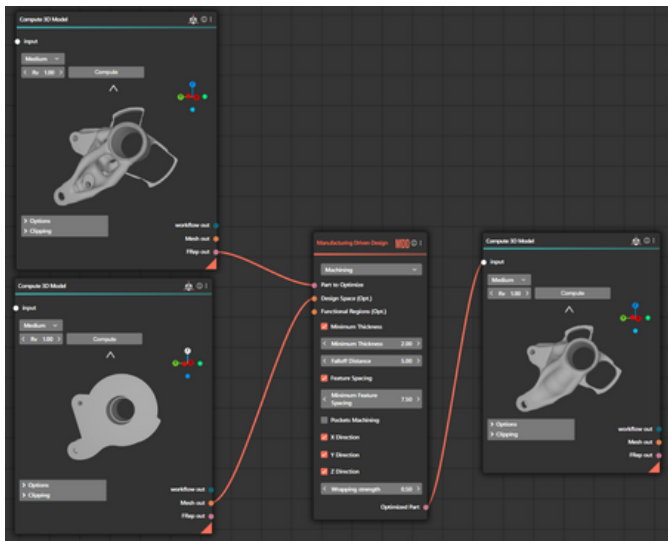 Compute 3D Model
input
Medium
< Rv 1.00 >
Compute
> Options
> Clipping
workflow out
Mesh out
FRep out
Compute 3D Model
input
Medium
< Rv 1.00 >
Compute
> Options
> Clipping
workflow out
Mesh out
FRep out
Manufacturing Driven Design MDD
Machining
Part to Optimize
Design Space (Opt.)
Functional Regions (Opt.)
Minimum Thickness
< Minimum Thickness 2.00 >
< Falloff Distance 5.00 >
Feature Spacing
< Minimum Feature Spacing 7.50 >
Pockets Machining
X Direction
Y Direction
Z Direction
< Wrapping strength 0.50 >
Optimized Part
Compute 3D Model
input
Medium
< Rv 1.00 >
Compute
> Options
> Clipping
workflow out
Mesh out
FRep out